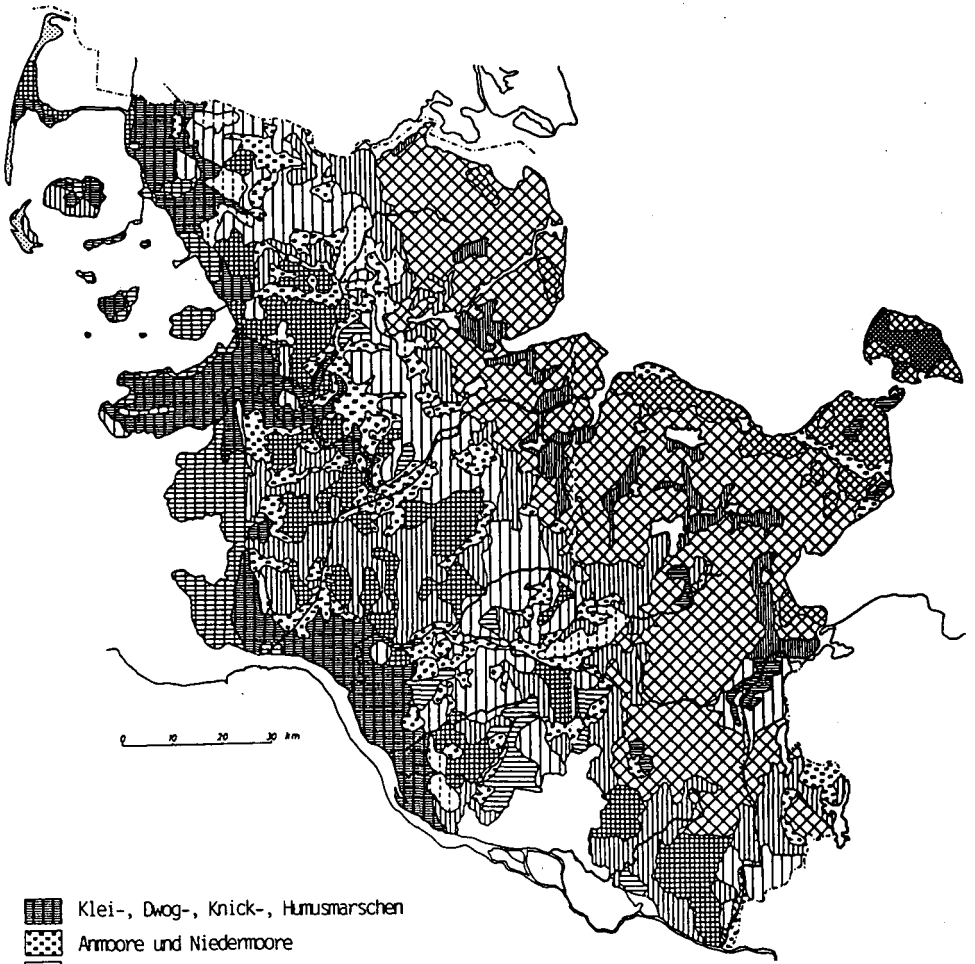 0 10 20 30 km
Klei-, Dwog-, Knick-, Humusmarschen
Anmoore und Niedermoore